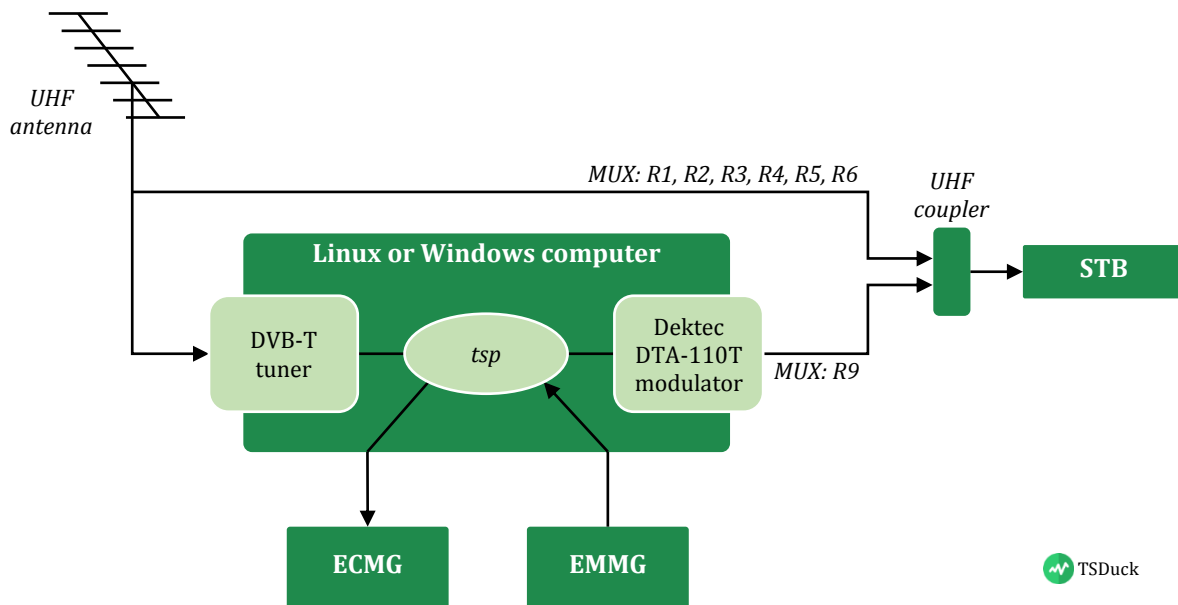 UHF
antenna
MUX: R1, R2, R3, R4, R5, R6
UHF
coupler
Linux or Windows computer
STB
DVB-T
tuner
tsp
Dektec
DTA-110T
modulator
MUX: R9
ECMG
EMMG
TSDuck